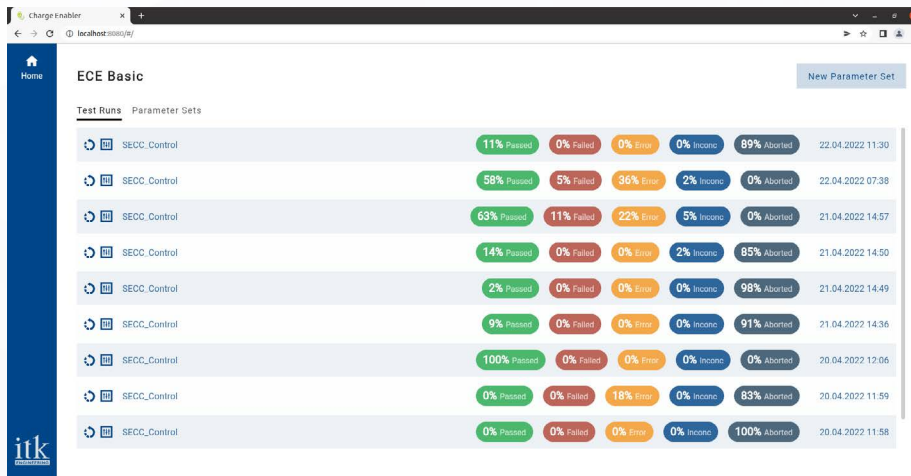 Charge Enabler
localhost:8080/#/
Home
ECE Basic
New Parameter Set
Test Runs Parameter Sets
SECC_Control 11% Passed 0% Failed 0% Error 0% Inconc 89% Aborted 22.04.2022 11:30
SECC_Control 58% Passed 5% Failed 36% Error 2% Inconc 0% Aborted 22.04.2022 07:38
SECC_Control 63% Passed 11% Failed 22% Error 5% Inconc 0% Aborted 21.04.2022 14:57
SECC_Control 14% Passed 0% Failed 0% Error 2% Inconc 85% Aborted 21.04.2022 14:50
SECC_Control 2% Passed 0% Failed 0% Error 0% Inconc 98% Aborted 21.04.2022 14:49
SECC_Control 9% Passed 0% Failed 0% Error 0% Inconc 91% Aborted 21.04.2022 14:36
SECC_Control 100% Passed 0% Failed 0% Error 0% Inconc 0% Aborted 20.04.2022 12:06
SECC_Control 0% Passed 0% Failed 18% Error 0% Inconc 83% Aborted 20.04.2022 11:59
SECC_Control 0% Passed 0% Failed 0% Error 0% Inconc 100% Aborted 20.04.2022 11:58
itk
ENGINEERING